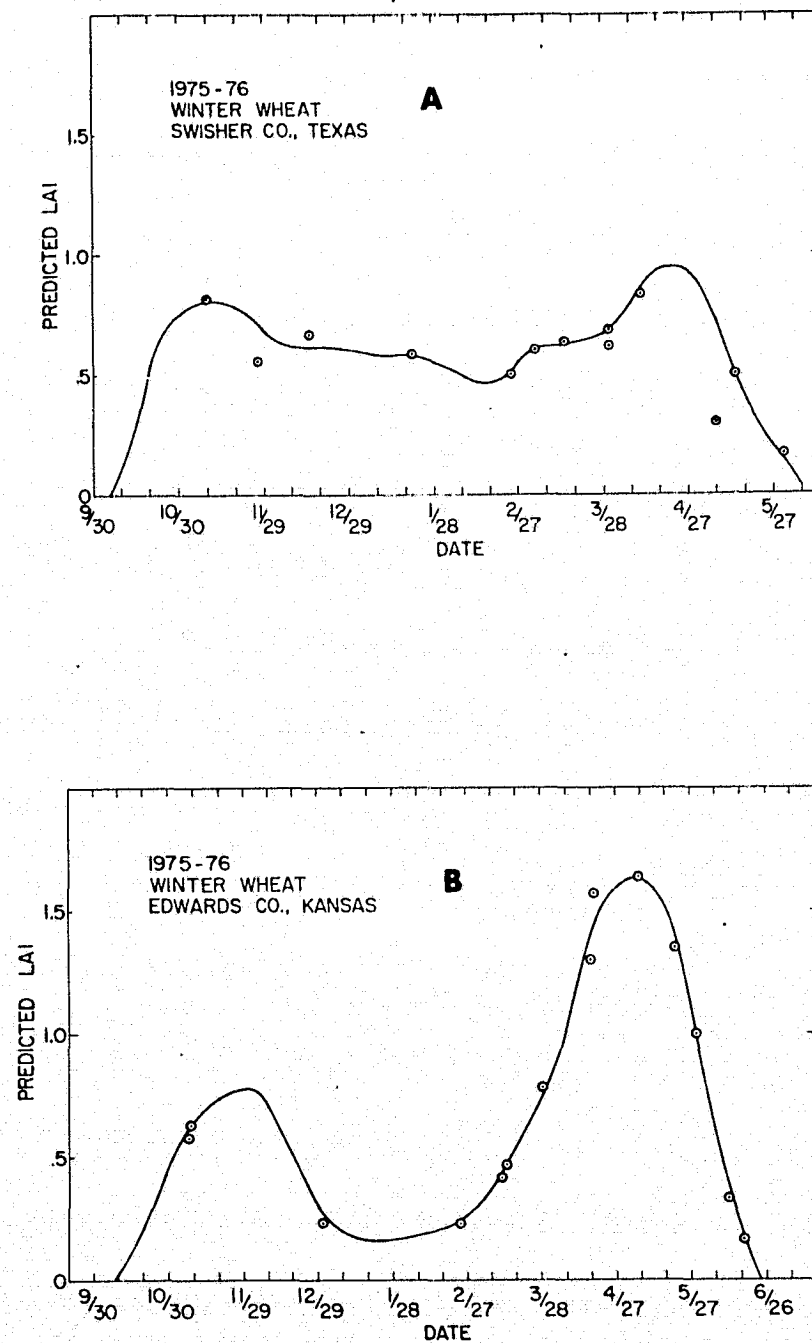 1975-76
WINTER WHEAT
SWISHER CO., TEXAS
A
PREDICTED LAI
1.5
1.0
.5
0
9/30 10/30 11/29 12/29 1/28 2/27 3/28 4/27 5/27
DATE
1975-76
WINTER WHEAT
EDWARDS CO., KANSAS
B
PREDICTED LAI
1.5
1.0
.5
0
9/30 10/30 11/29 12/29 1/28 2/27 3/28 4/27 5/27 6/26
DATE